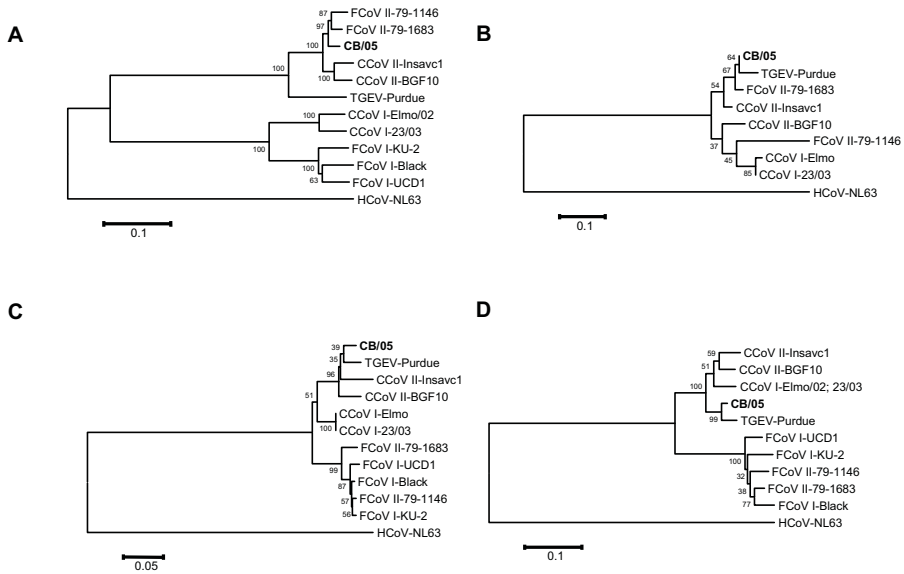 A
87
FCoV II-79-1146
97
FCoV II-79-1683
CB/05
100
CCoV II-Insavc1
100
100
CCoV II-BGF10
TGEV-Purdue
100
CCoV I-Elmo/02
CCoV I-23/03
100
FCoV I-KU-2
100
FCoV I-Black
63
FCoV I-UCD1
HCoV-NL63
0.1
B
64
CB/05
67
TGEV-Purdue
54
FCoV II-79-1683
CCoV II-Insavc1
CCoV II-BGF10
37
FCoV II-79-1146
45
CCoV I-Elmo
85
CCoV I-23/03
HCoV-NL63
0.1
C
39
CB/05
35
TGEV-Purdue
96
CCoV II-Insavc1
51
CCoV II-BGF10
CCoV I-Elmo
100
CCoV I-23/03
FCoV II-79-1683
99
FCoV I-UCD1
87
FCoV I-Black
57
FCoV II-79-1146
56
FCoV I-KU-2
HCoV-NL63
0.05
D
59
CCoV II-Insavc1
51
CCoV II-BGF10
100
CCoV I-Elmo/02; 23/03
CB/05
99
TGEV-Purdue
FCoV I-UCD1
100
FCoV I-KU-2
32
FCoV II-79-1146
38
FCoV II-79-1683
77
FCoV I-Black
HCoV-NL63
0.1